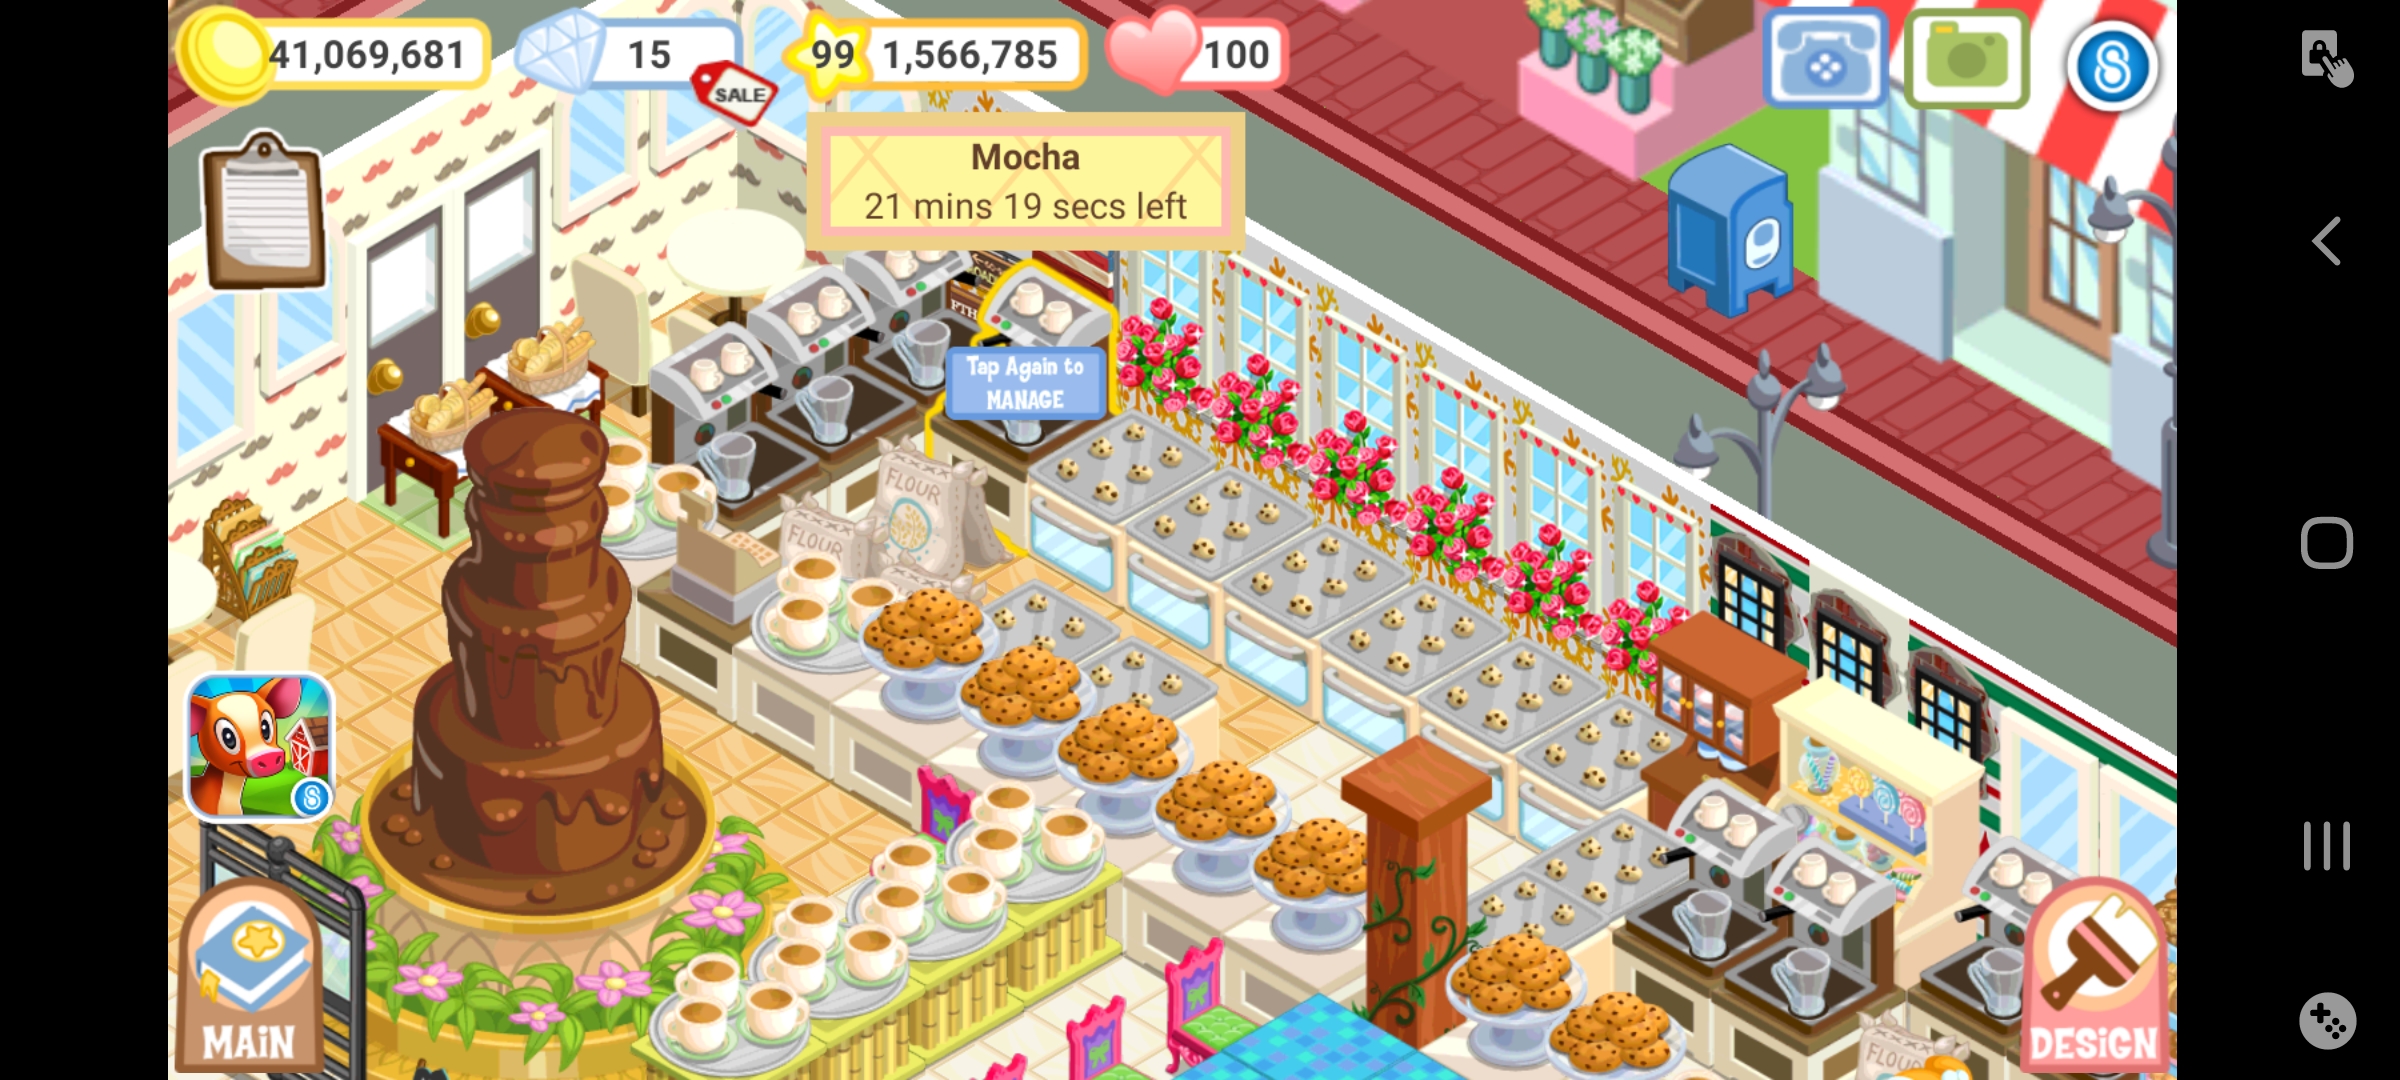 41,069,681
15
SALE
99
1,566,785
100
Mocha
21 mins 19 secs left
Tap Again to
MANAGE
FLOUR
FLOUR
MAiN
DESiGN
FLOUR